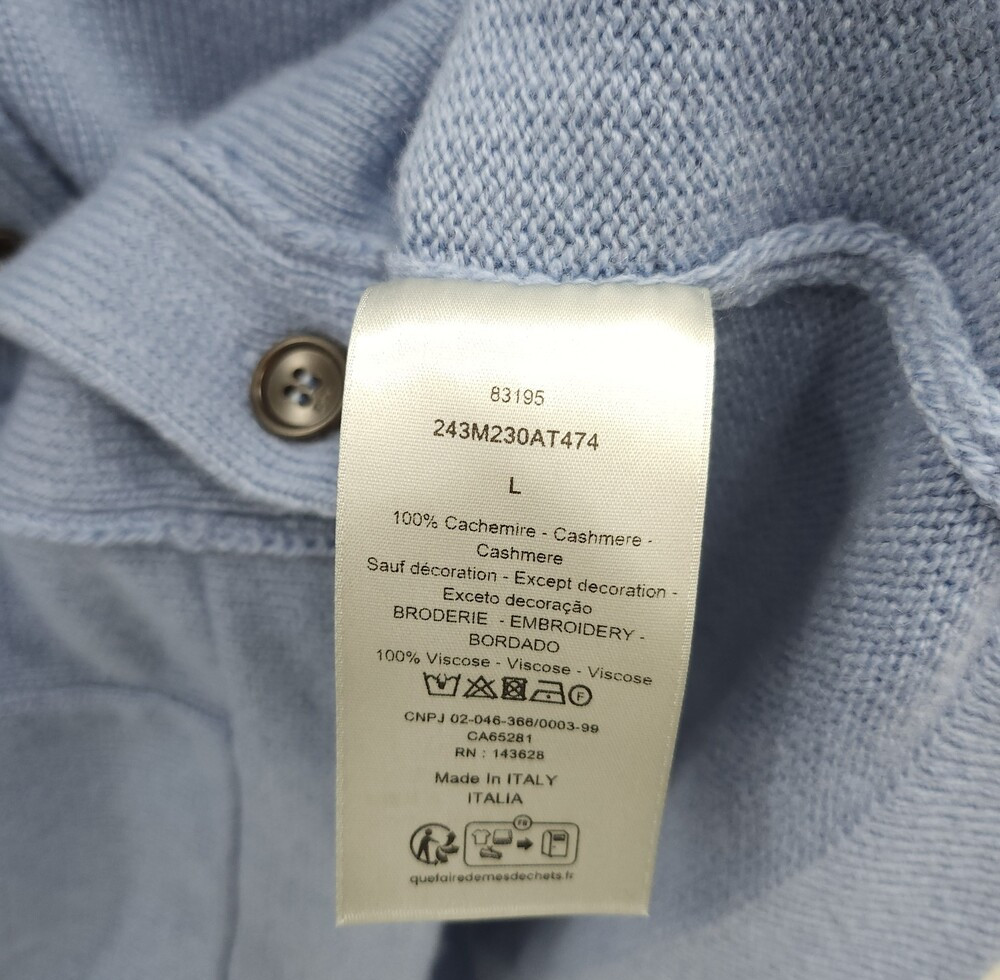 83195
243M230AT474
L
100% Cachemire - Cashmere -
Cashmere
Sauf décoration - Except decoration -
Exceto decoração
BRODERIE - EMBROIDERY -
BORDADO
100% Viscose - Viscose - Viscose
F
CNPJ 02-046-366/0003-99
CA65281
RN : 143628
Made In ITALY
ITALIA
FR
quefairedemesdechets.fr